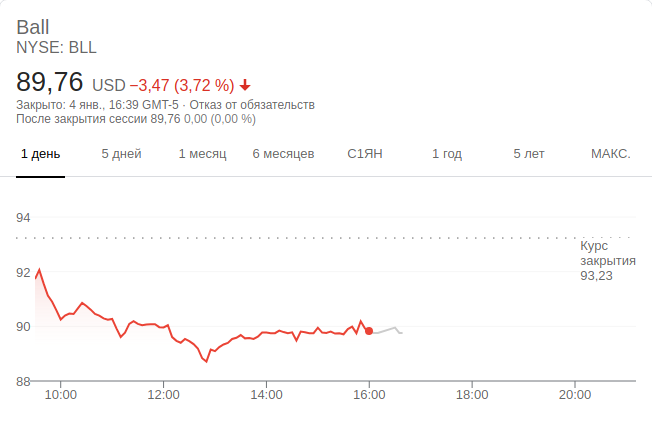 Ball
NYSE: BLL
89,76 USD −3,47 (3,72 %)
Закрыто: 4 янв., 16:39 GMT-5 · Отказ от обязательств
После закрытия сессии 89,76 0,00 (0,00 %)
1 день 5 дней 1 месяц 6 месяцев С1ЯН 1 год 5 лет МАКС.
94
Курс
закрытия
93,23
92
90
88
10:00 12:00 14:00 16:00 18:00 20:00